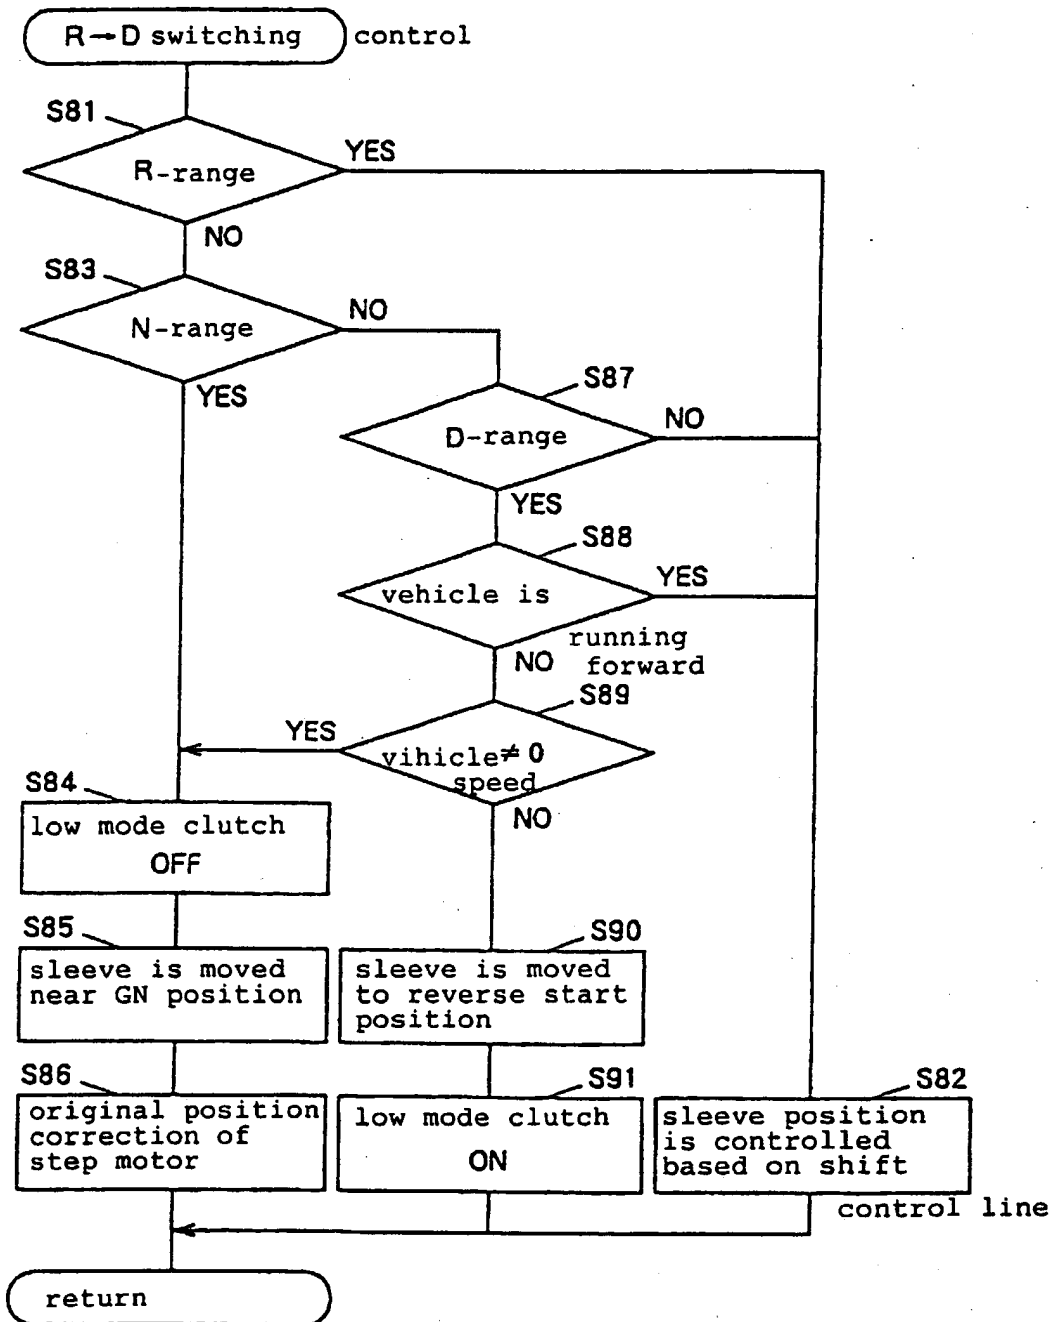 R→D switching control
S81
R-range
YES
NO
S83
N-range
NO
YES
S87
D-range
NO
YES
S88
vehicle is
running
forward
YES
NO
S89
vihicle≠0
speed
YES
NO
S84
low mode clutch
OFF
S85
sleeve is moved
near GN position
S90
sleeve is moved
to reverse start
position
S86
original position
correction of
step motor
S91
low mode clutch
ON
S82
sleeve position
is controlled
based on shift
control line
return